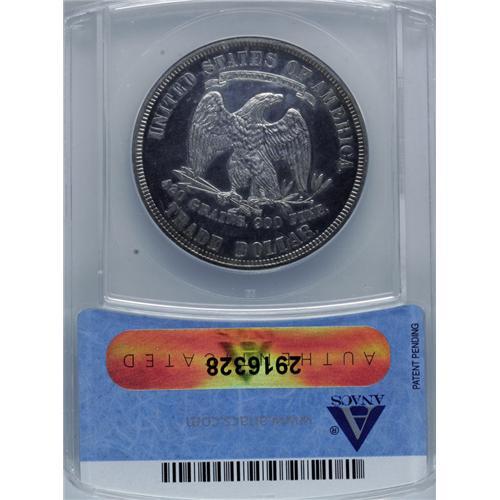 UNITED STATES OF AMERICA
420 GRAINS, 900 FINE.
TRADE DOLLAR.
AUTHENTICATED
2916328
PATENT PENDING
ANACS
®
www.anacs.com